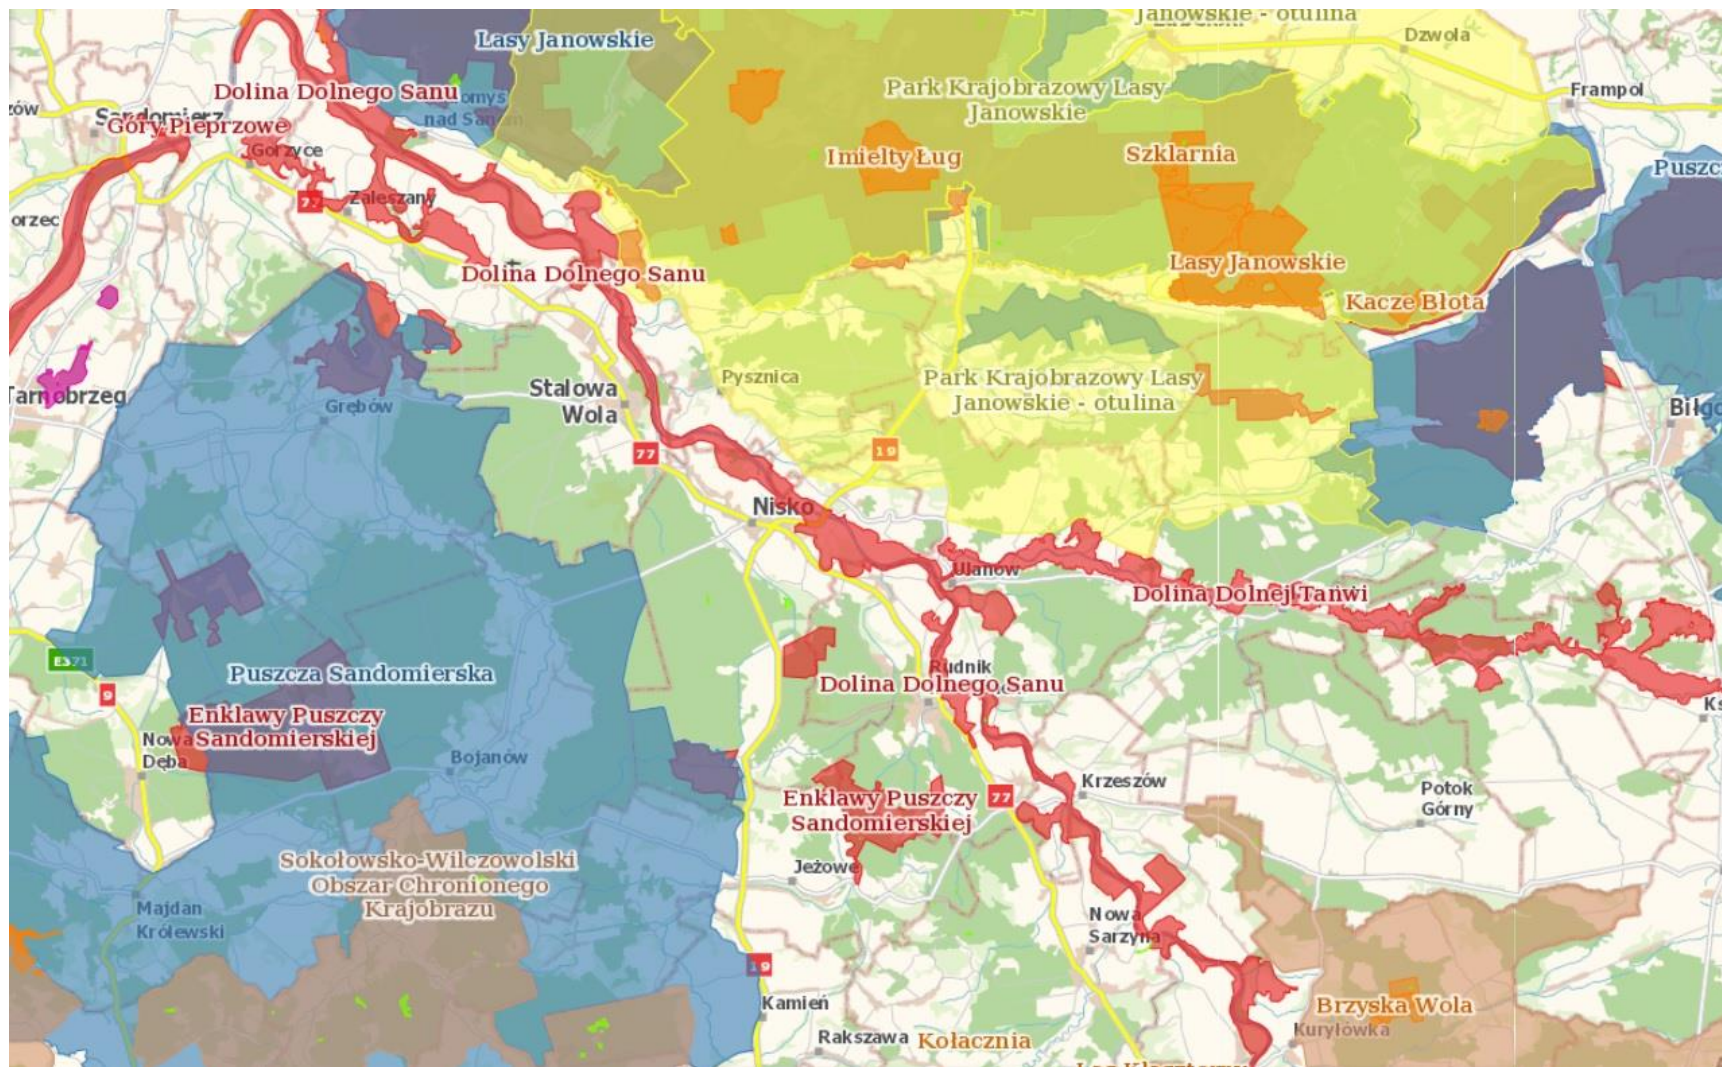 Janowskie - otulina
Dzwola
Lasy Janowskie
Frampol
Park Krajobrazowy Lasy
Janowskie
Dolina Dolnego Sanu
nad Sanem
Sandomierz
Góry Pieprzowe
Gorzyce
Imielty Ług
Szklarnia
77
Zaleszany
Dolina Dolnego Sanu
Lasy Janowskie
Kacze Błota
Stalowa
Wola
Pysznica
Park Krajobrazowy Lasy
Janowskie - otulina
Tarnobrzeg
Grębów
77
19
Nisko
Ulanów
Dolina Dolnej Tanwi
E371
9
Puszcza Sandomierska
Rudnik
Dolina Dolnego Sanu
Enklawy Puszczy
Sandomierskiej
Nowa
Dęba
Bojanów
Krzeszów
Potok
Górny
Enklawy Puszczy
Sandomierskiej
77
Jeżowe
Sokołowsko-Wilczowolski
Obszar Chronionego
Krajobrazu
Majdan
Królewski
Nowa
Sarzyna
19
Kamień
Rakszawa
Kołacznia
Brzyska Wola
Kuryłówka